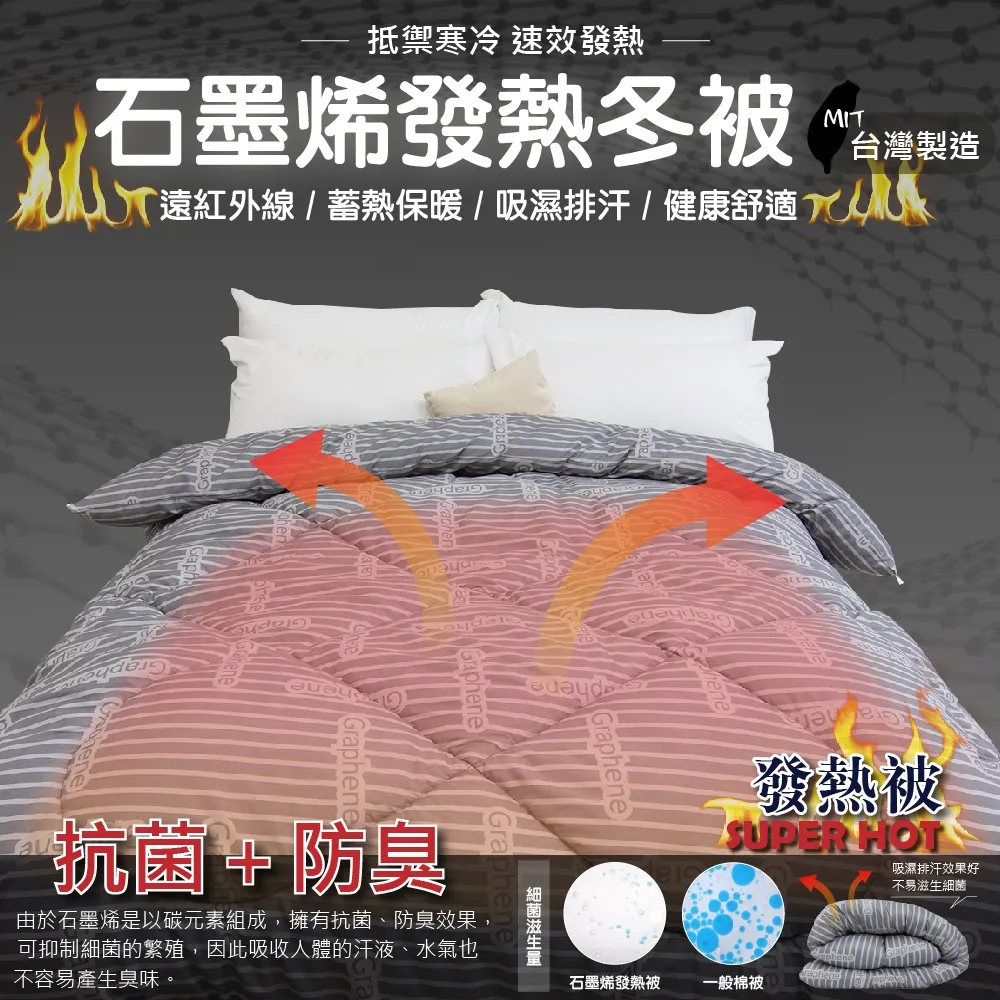 抵禦寒冷 速效發熱
石墨烯發熱冬被
MIT
台灣製造
遠紅外線 / 蓄熱保暖 / 吸濕排汗 / 健康舒適
Graphene
Graphene
Graphene
Graphene
Graphene
Graphene
發熱被
SUPER HOT
抗菌 + 防臭
由於石墨烯是以碳元素組成，擁有抗菌、防臭效果，
可抑制細菌的繁殖，因此吸收人體的汗液、水氣也
不容易產生臭味。
細菌滋生量
石墨烯發熱被
一般棉被
吸濕排汗效果好
不易滋生細菌